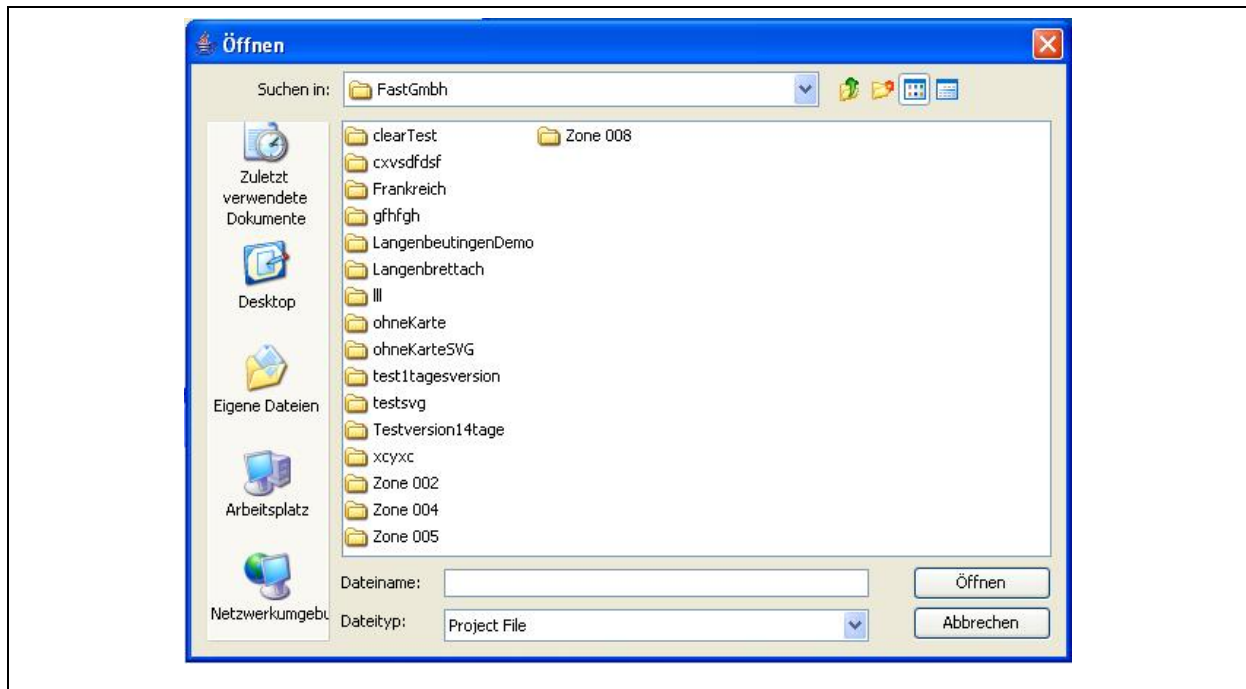 Öffnen
Suchen in:
FastGmbh
Zuletzt
verwendete
Dokumente
Desktop
Eigene Dateien
Arbeitsplatz
Netzwerkumgebu
clearTest
cxvsdfdsf
Frankreich
gfhfgh
LangenbeutingenDemo
Langenbrettach
lll
ohneKarte
ohneKarteSVG
test1tagesversion
testsvg
Testversion14tage
xcyxc
Zone 002
Zone 004
Zone 005
Zone 008
Dateiname:
Öffnen
Dateityp:
Project File
Abbrechen